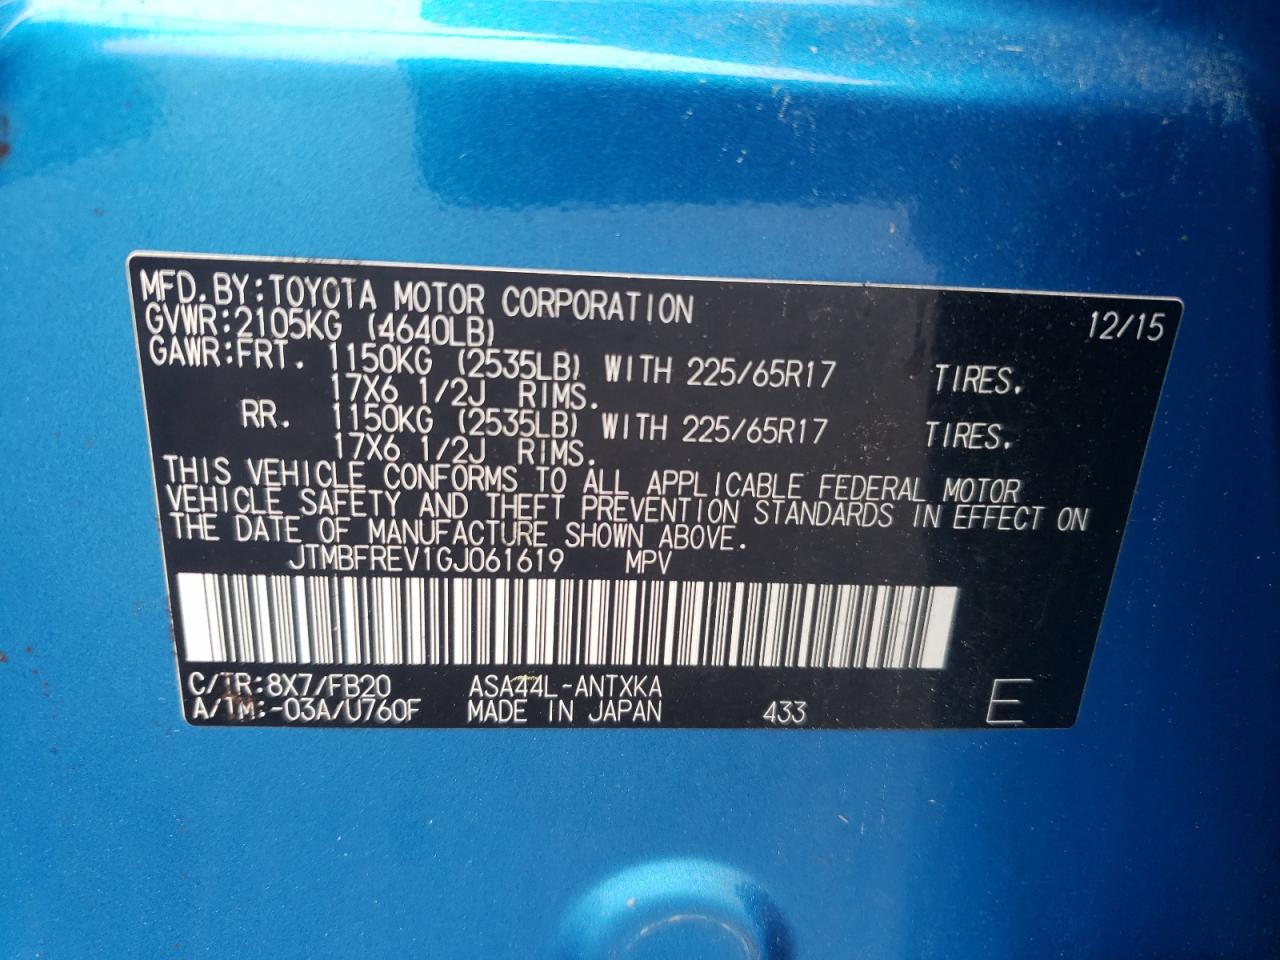 MFD. BY:TOYOTA MOTOR CORPORATION 12/15
GVWR:2105KG (4640LB)
GAWR:FRT. 1150KG (2535LB) WITH 225/65R17 TIRES.
17X6 1/2J RIMS.
RR. 1150KG (2535LB) WITH 225/65R17 TIRES.
17X6 1/2J RIMS.
THIS VEHICLE CONFORMS TO ALL APPLICABLE FEDERAL MOTOR
VEHICLE SAFETY AND THEFT PREVENTION STANDARDS IN EFFECT ON
THE DATE OF MANUFACTURE SHOWN ABOVE.
JTMBFREV1GJ061619 MPV
C/TR:8X7/FB20 ASA44L-ANTXKA
A/TM:-03A/U760F MADE IN JAPAN 433 E